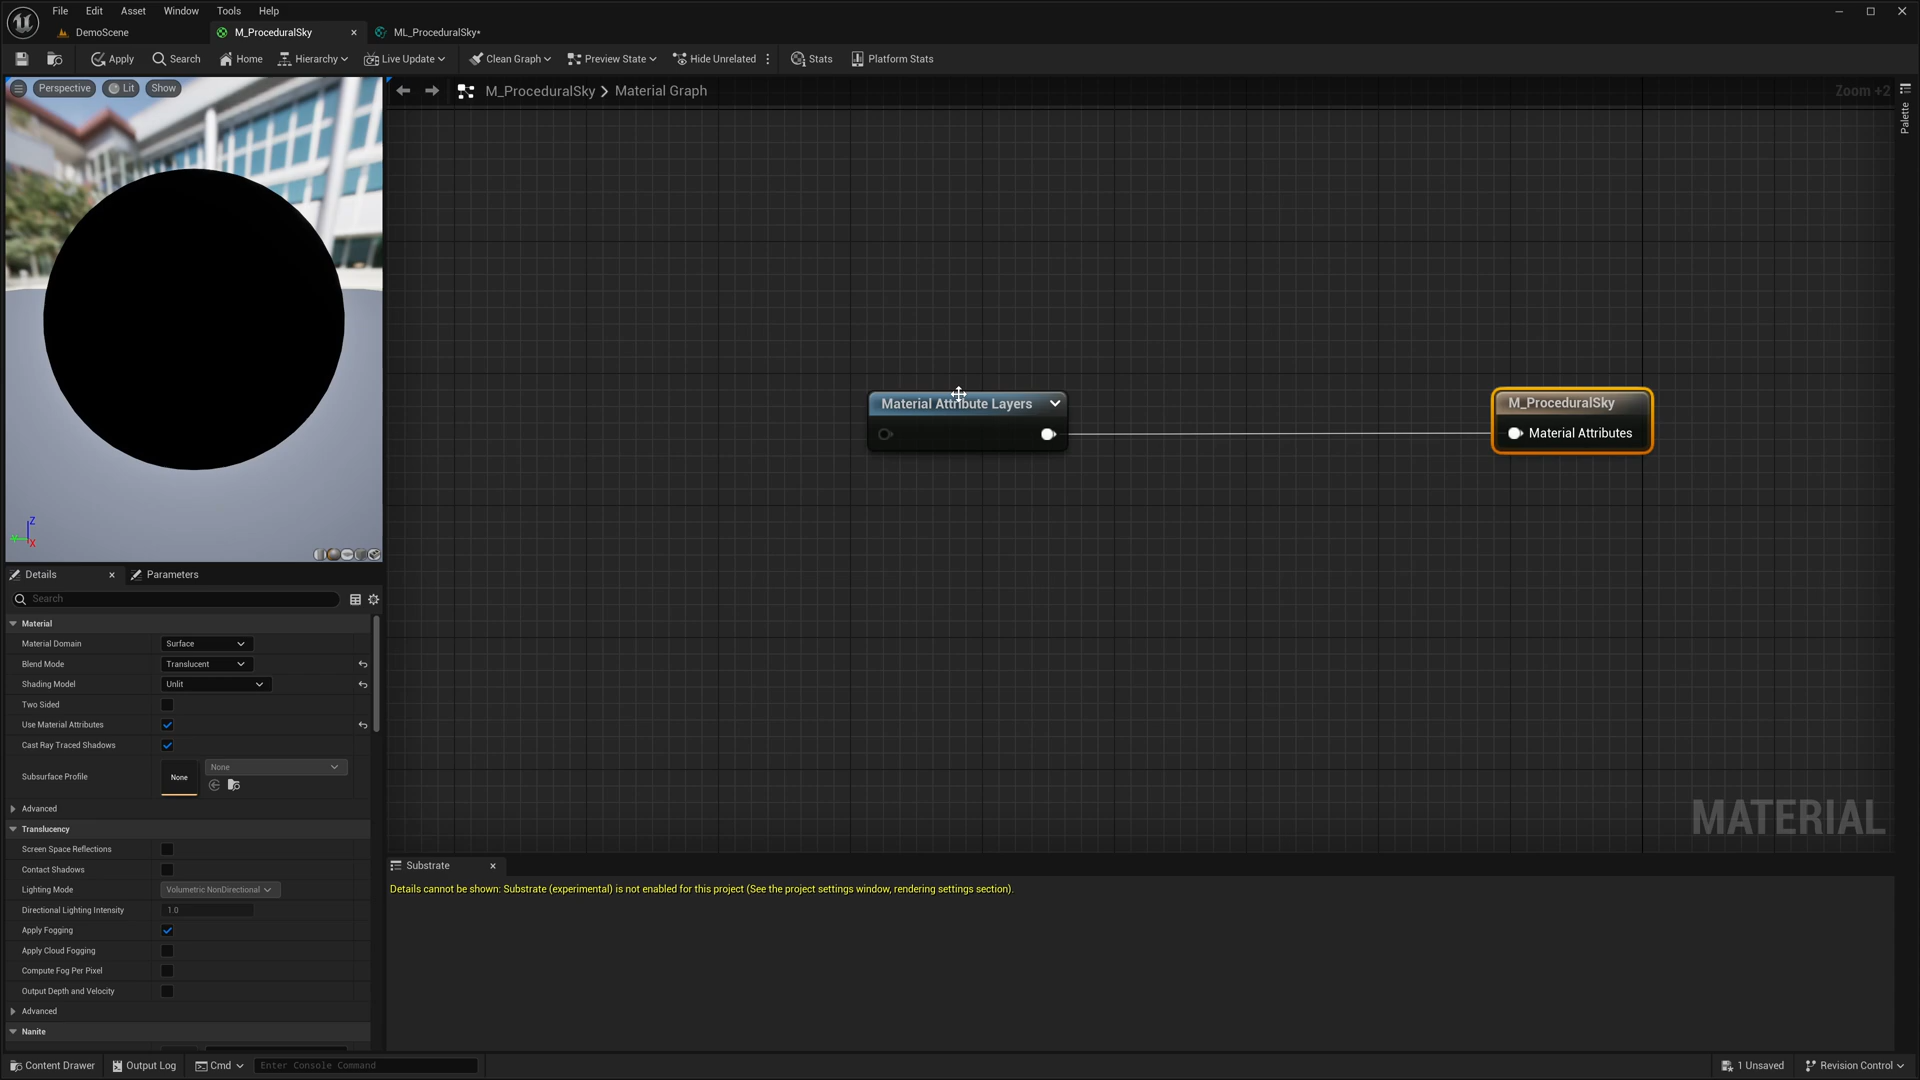 File Edit Asset Window Tools Help
DemoScene M_ProceduralSky ML_ProceduralSky*
Apply Search Home Hierarchy Live Update Clean Graph Preview State Hide Unrelated Stats Platform Stats
Perspective Lit Show
M_ProceduralSky > Material Graph
Zoom +2
Palette
Material Attribute Layers
M_ProceduralSky
Material Attributes
MATERIAL
Z
X
Details Parameters
Search
Material
Material Domain Surface
Blend Mode Translucent
Shading Model Unlit
Two Sided
Use Material Attributes
Cast Ray Traced Shadows
Subsurface Profile None None
Advanced
Translucency
Screen Space Reflections
Contact Shadows
Lighting Mode Volumetric NonDirectional
Directional Lighting Intensity 1.0
Apply Fogging
Apply Cloud Fogging
Compute Fog Per Pixel
Output Depth and Velocity
Advanced
Nanite
Substrate
Details cannot be shown: Substrate (experimental) is not enabled for this project (See the project settings window, rendering settings section).
Content Drawer Output Log Cmd Enter Console Command 1 Unsaved Revision Control